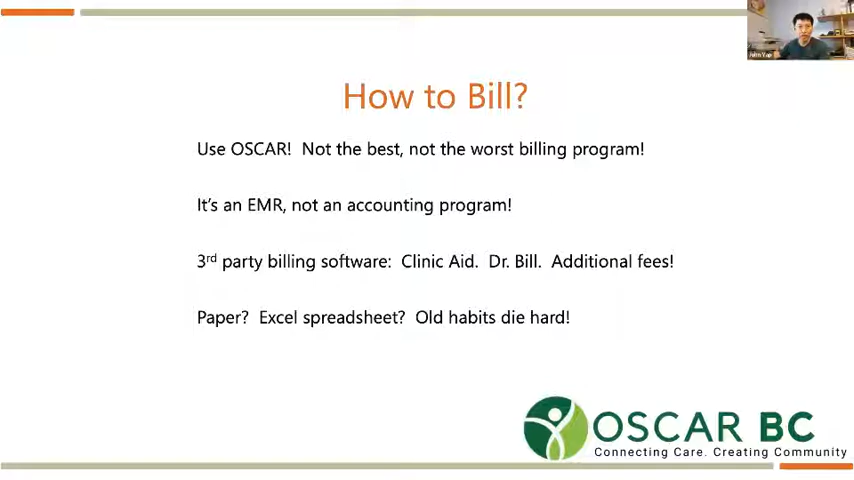 John Yap
How to Bill?
Use OSCAR! Not the best, not the worst billing program!
It's an EMR, not an accounting program!
3rd party billing software: Clinic Aid. Dr. Bill. Additional fees!
Paper? Excel spreadsheet? Old habits die hard!
OSCAR BC
Connecting Care. Creating Community